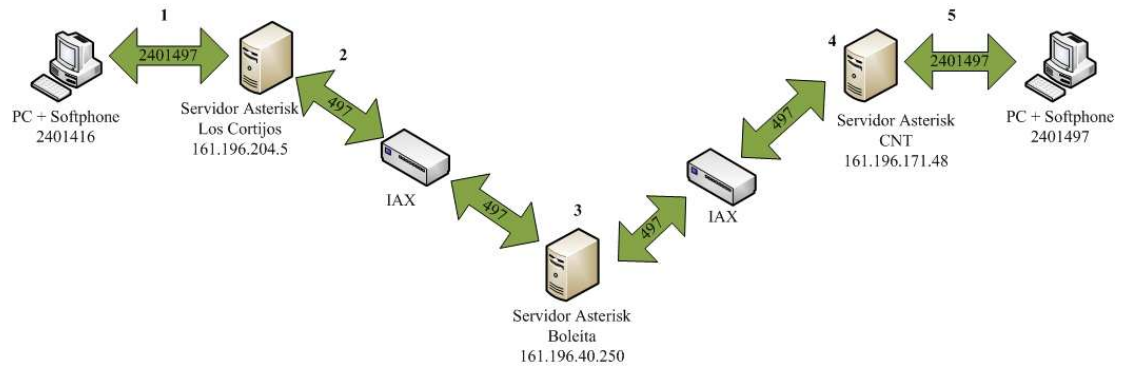 1
2401497
PC + Softphone
2401416
Servidor Asterisk
Los Cortijos
161.196.204.5
2
497
IAX
497
3
Servidor Asterisk
Boleita
161.196.40.250
497
IAX
497
4
Servidor Asterisk
CNT
161.196.171.48
5
2401497
PC + Softphone
2401497